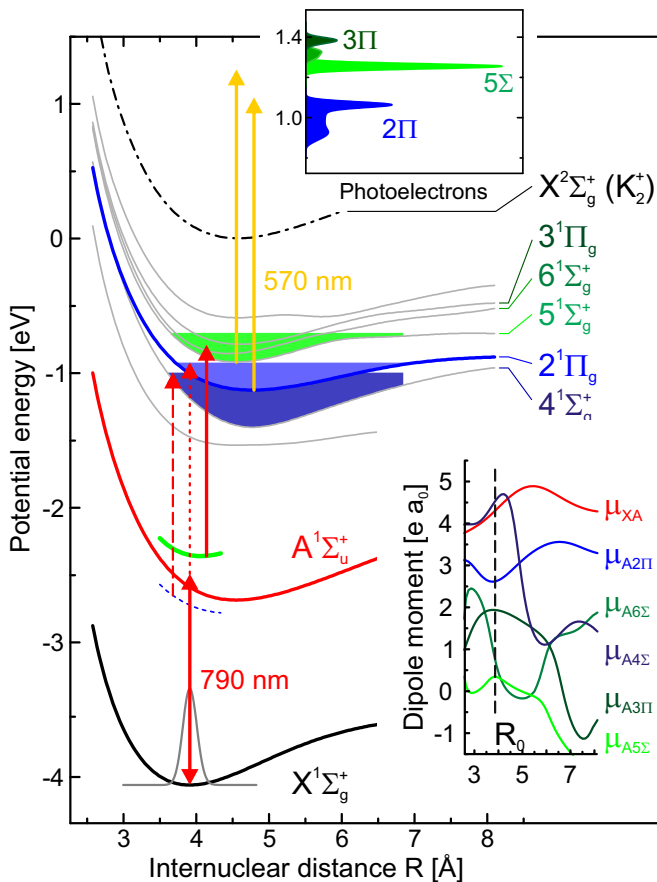 1.4
1.0
3Π
5Σ
2Π
Photoelectrons
1
0
-1
-2
-3
-4
Potential energy [eV]
570 nm
X²Σg⁺ (K₂⁺)
3¹Πg
6¹Σg⁺
5¹Σg⁺
2¹Πg
4¹Σg⁺
A¹Σu⁺
790 nm
X¹Σg⁺
5
4
3
2
1
0
-1
Dipole moment [e a₀]
R₀
μXA
μA2Π
μA6Σ
μA4Σ
μA3Π
μA5Σ
3 5 7
3 4 5 6 7 8
Internuclear distance R [Å]